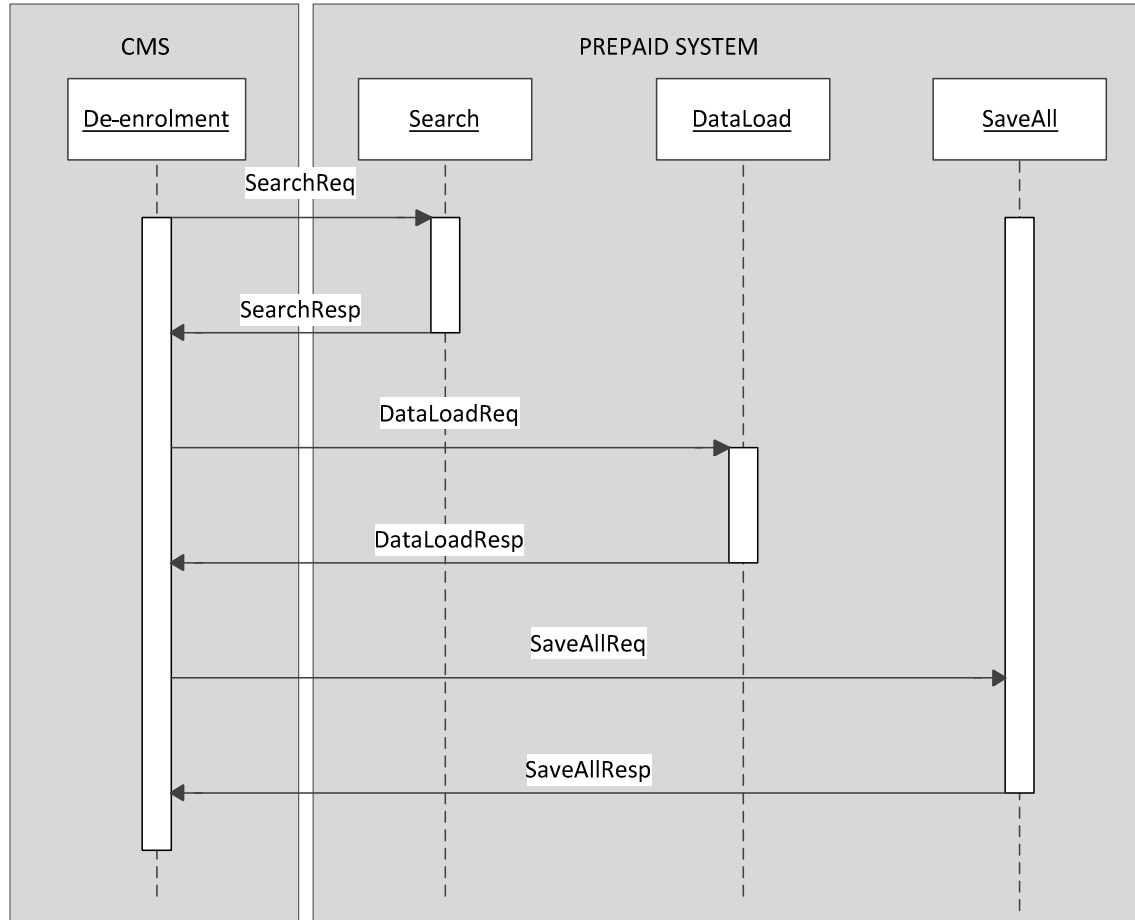 CMS
PREPAID SYSTEM
De-enrolment
Search
DataLoad
SaveAll
SearchReq
SearchResp
DataLoadReq
DataLoadResp
SaveAllReq
SaveAllResp